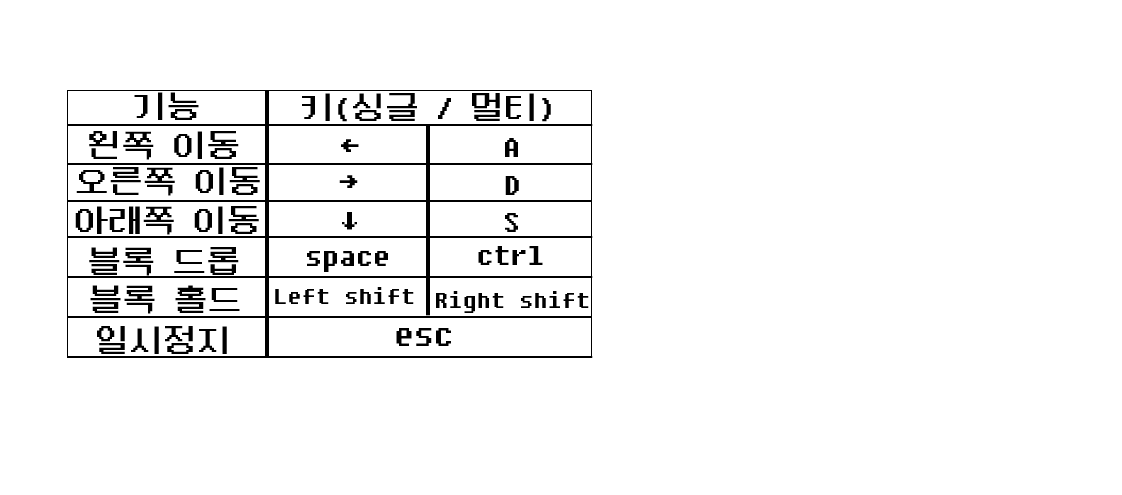 기능 키(싱글 / 멀티)
왼쪽 이동 ← A
오른쪽 이동 → D
아래쪽 이동 ↓ S
블록 드롭 space ctrl
블록 홀드 Left shift Right shift
일시정지 esc